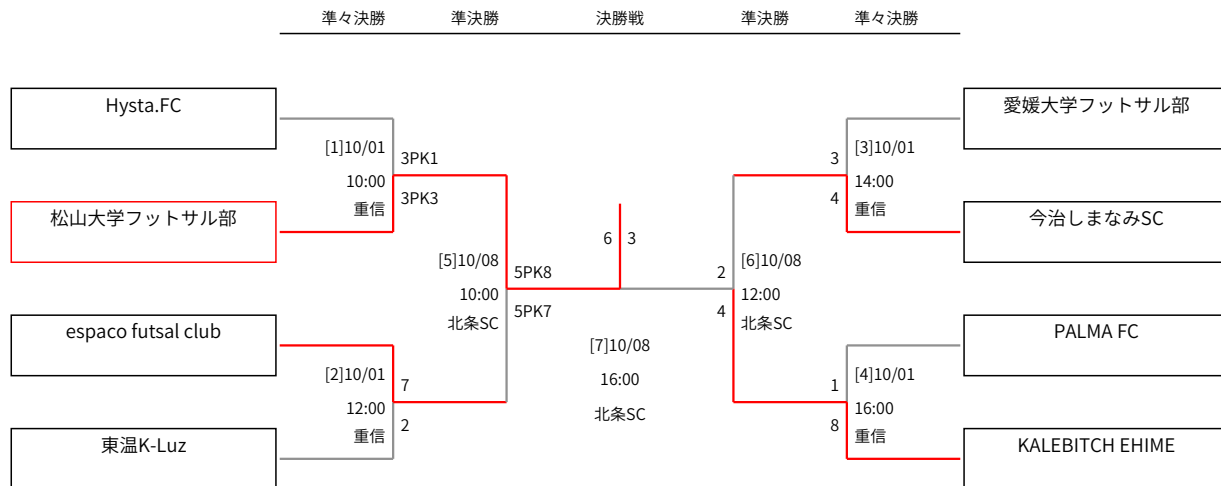 準々決勝 準決勝 決勝戦 準決勝 準々決勝
Hysta.FC
愛媛大学フットサル部
[1]10/01
10:00
重信
3PK1
3PK3
3
4
[3]10/01
14:00
重信
松山大学フットサル部
今治しまなみSC
6 3
[5]10/08
10:00
北条SC
5PK8
5PK7
2
4
[6]10/08
12:00
北条SC
espaco futsal club
PALMA FC
[7]10/08
16:00
北条SC
[2]10/01
12:00
重信
7
2
1
8
[4]10/01
16:00
重信
東温K-Luz
KALEBITCH EHIME